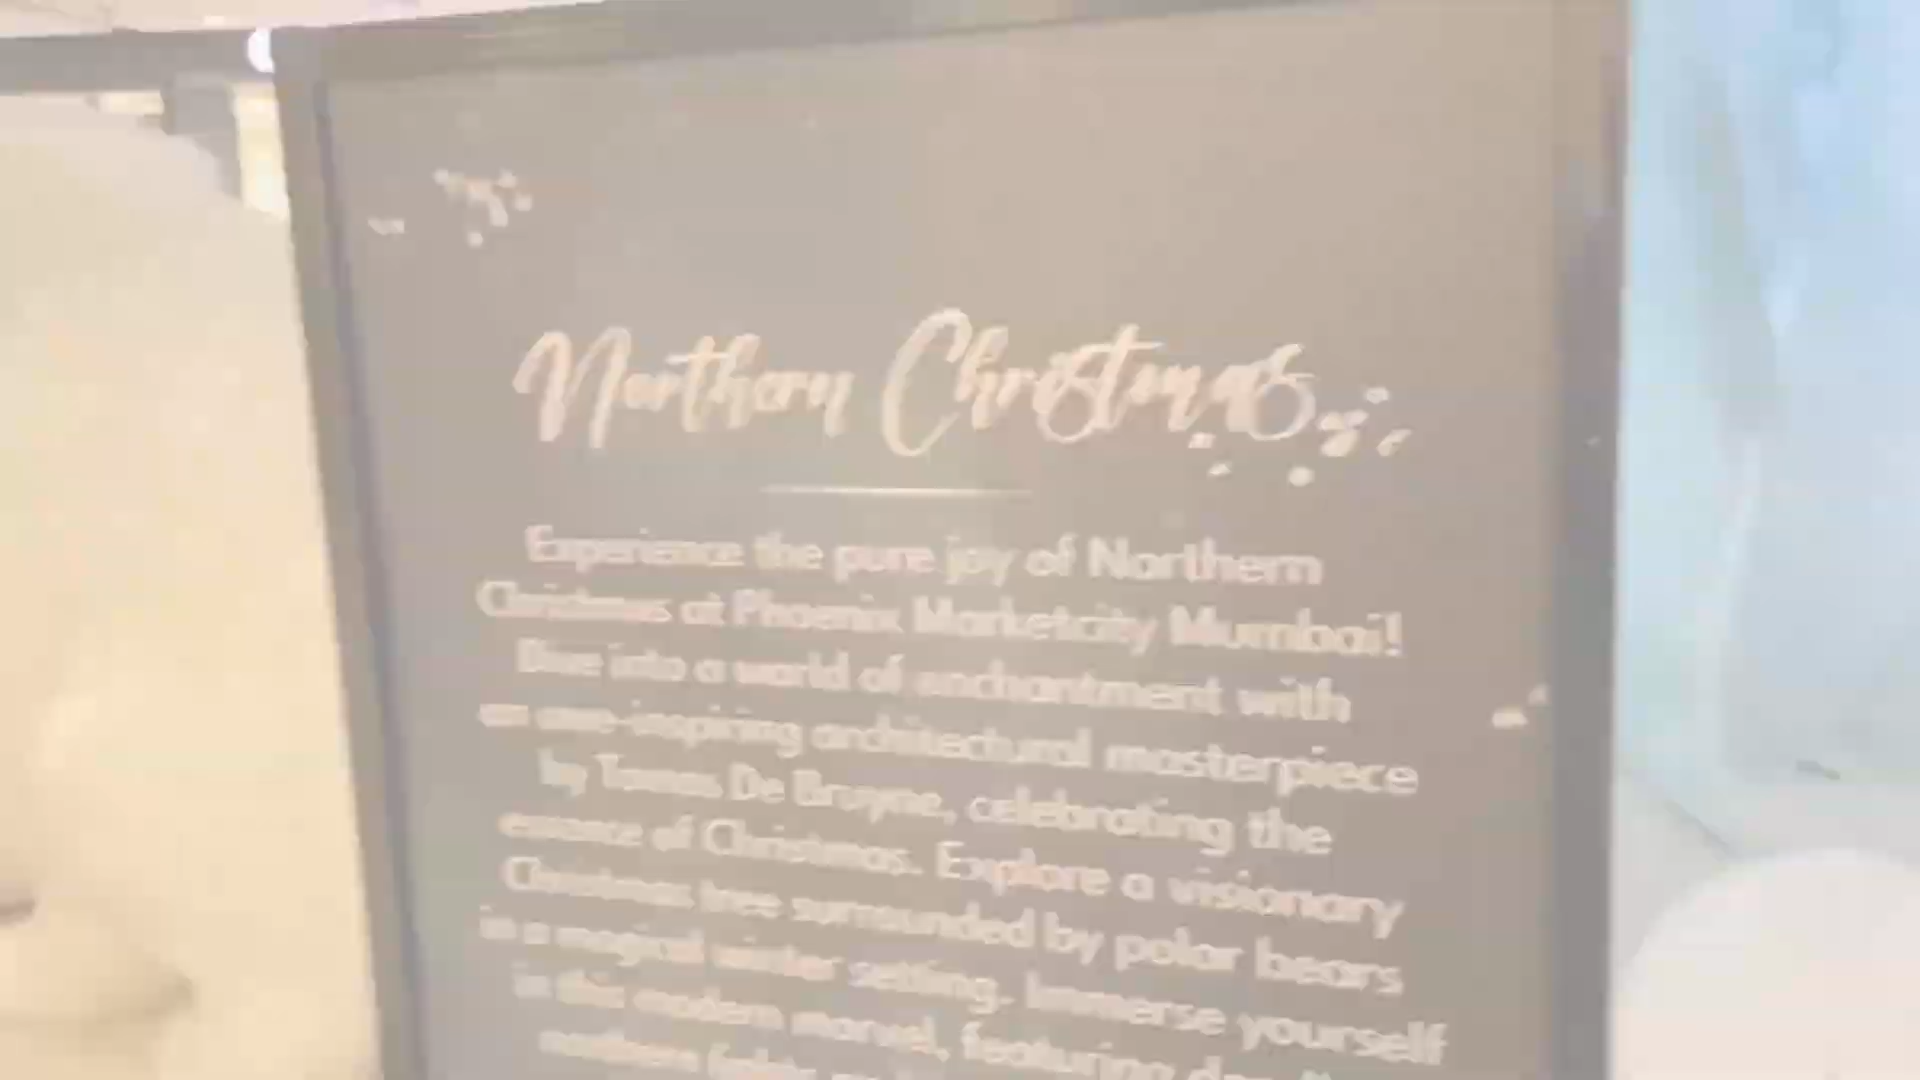 Northern Christmas
Experience the pure joy of Northern
Christmas at Phoenix Marketcity Mumbai!
Dive into a world of enchantment with
an awe-inspiring architectural masterpiece
by Tomas De Bruyne, celebrating the
essence of Christmas. Explore a visionary
Christmas tree surrounded by polar bears
in a magical winter setting. Immerse yourself
in this modern marvel, featuring
northern